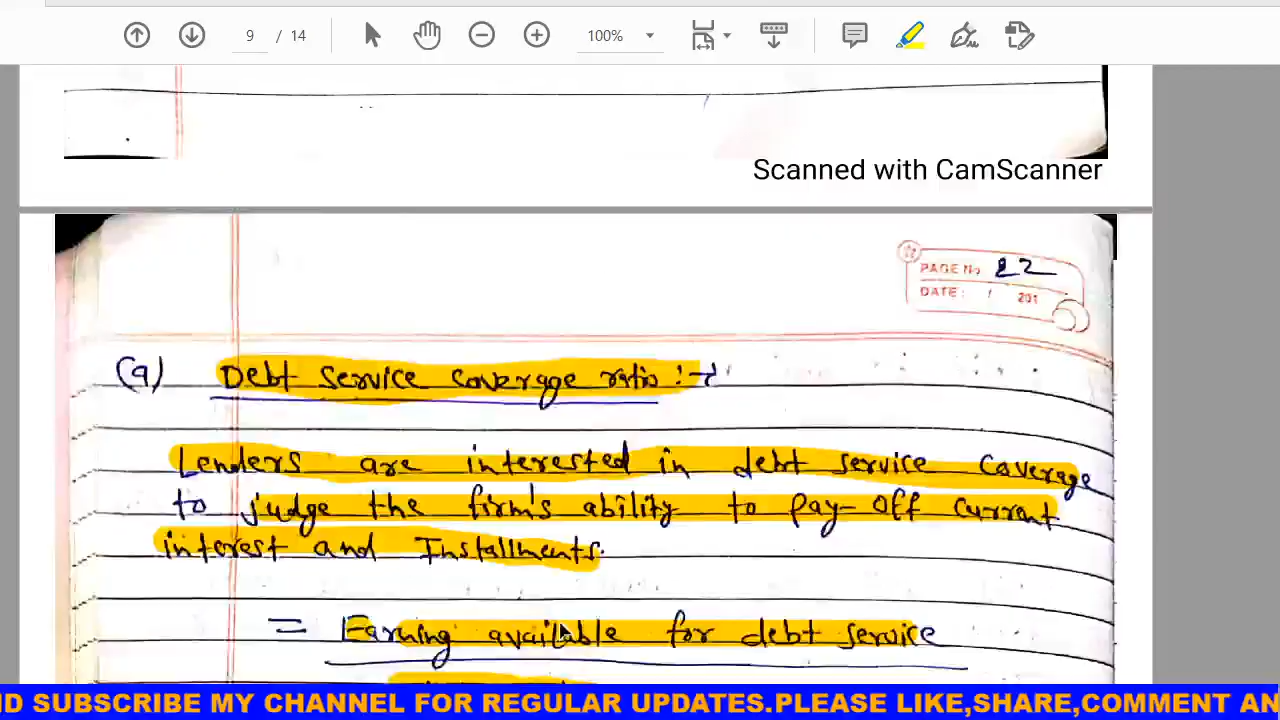 9 / 14 100%
Scanned with CamScanner
PAGE No 22
DATE: / 201
(9) Debt service coverage ratio :→
Lenders are interested in debt service coverage
to judge the firm's ability to pay-off current
interest and Installments.
= Earning available for debt service
ND SUBSCRIBE MY CHANNEL FOR REGULAR UPDATES.PLEASE LIKE,SHARE,COMMENT AN